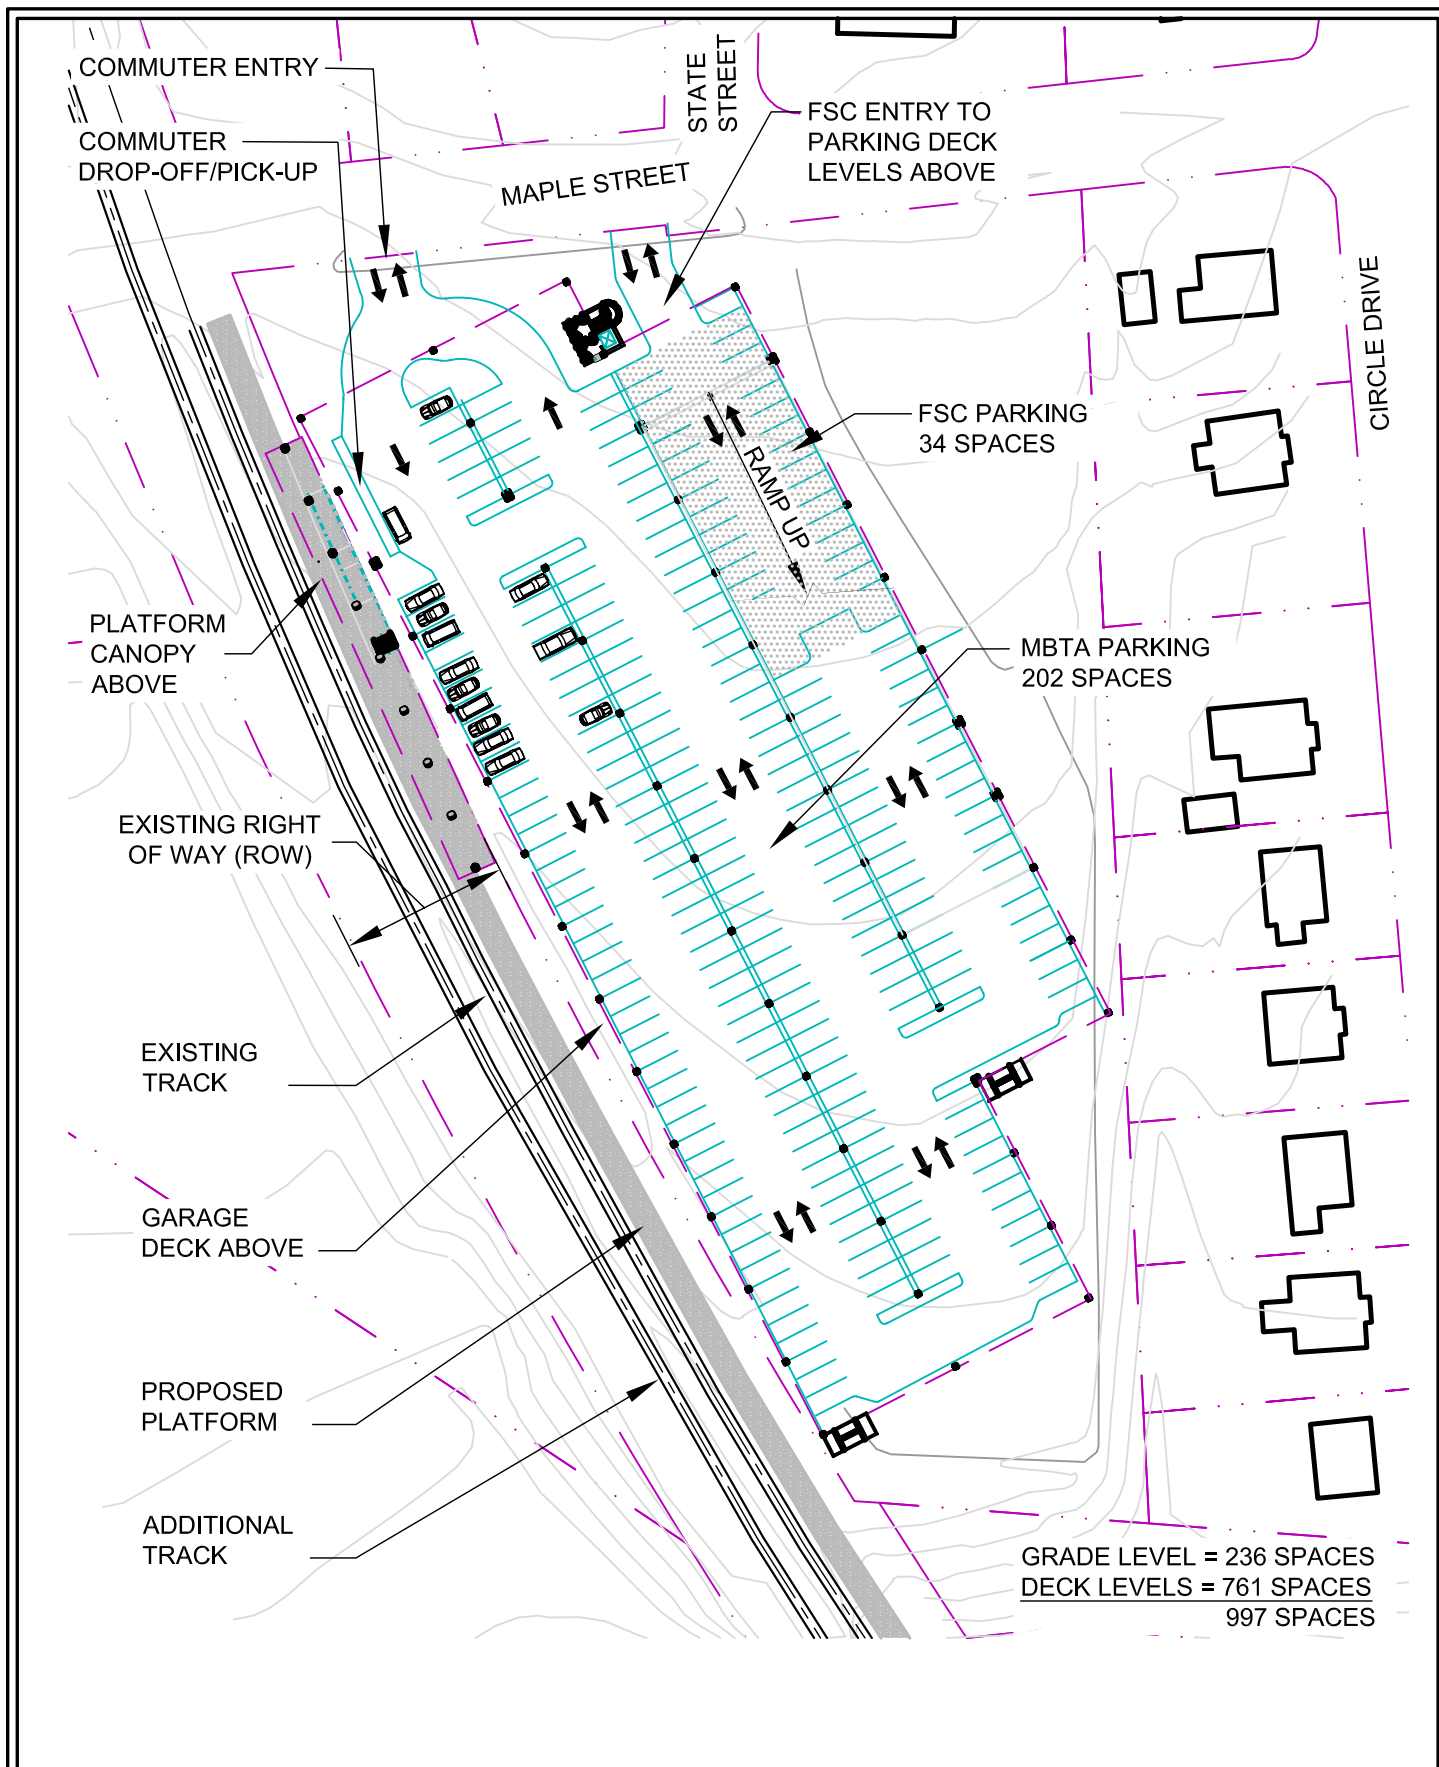 COMMUTER ENTRY
COMMUTER
DROP-OFF/PICK-UP
STATE
STREET
MAPLE STREET
FSC ENTRY TO
PARKING DECK
LEVELS ABOVE
CIRCLE DRIVE
FSC PARKING
34 SPACES
RAMP UP
PLATFORM
CANOPY
ABOVE
MBTA PARKING
202 SPACES
EXISTING RIGHT
OF WAY (ROW)
EXISTING
TRACK
GARAGE
DECK ABOVE
PROPOSED
PLATFORM
ADDITIONAL
TRACK
GRADE LEVEL = 236 SPACES
DECK LEVELS = 761 SPACES
997 SPACES